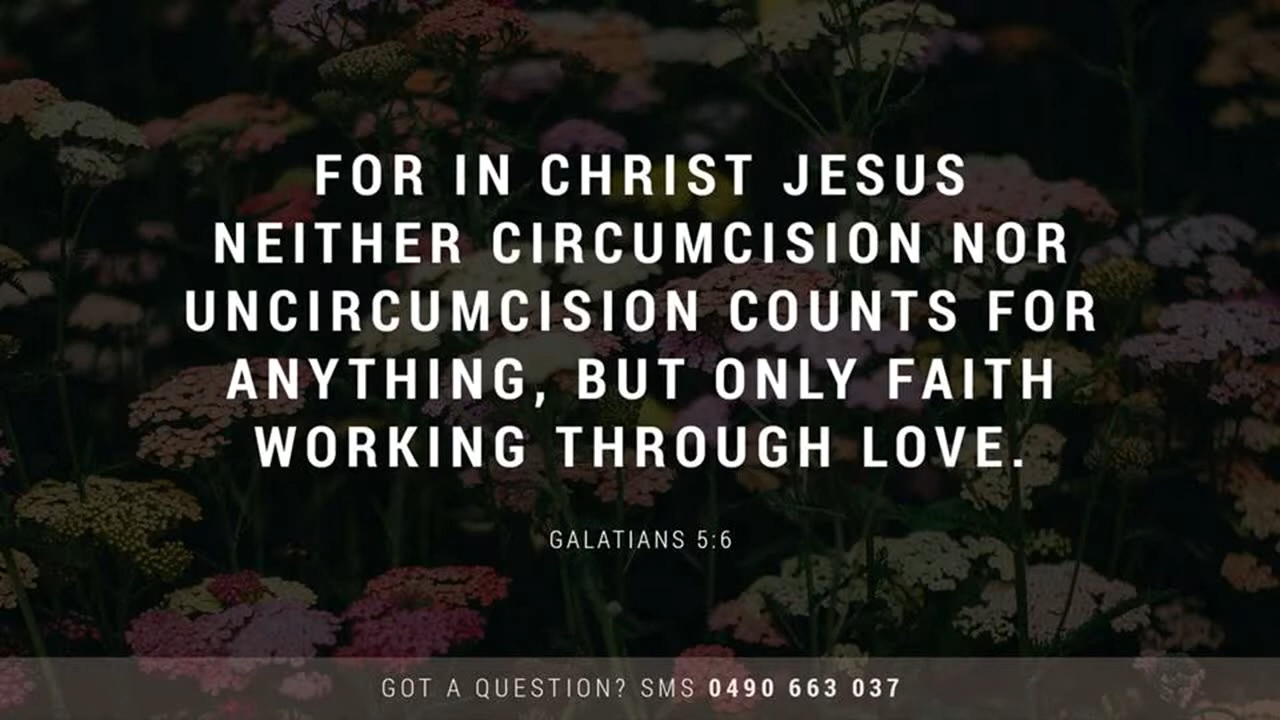 FOR IN CHRIST JESUS
NEITHER CIRCUMCISION NOR
UNCIRCUMCISION COUNTS FOR
ANYTHING, BUT ONLY FAITH
WORKING THROUGH LOVE.
GALATIANS 5:6
GOT A QUESTION? SMS 0490 663 037